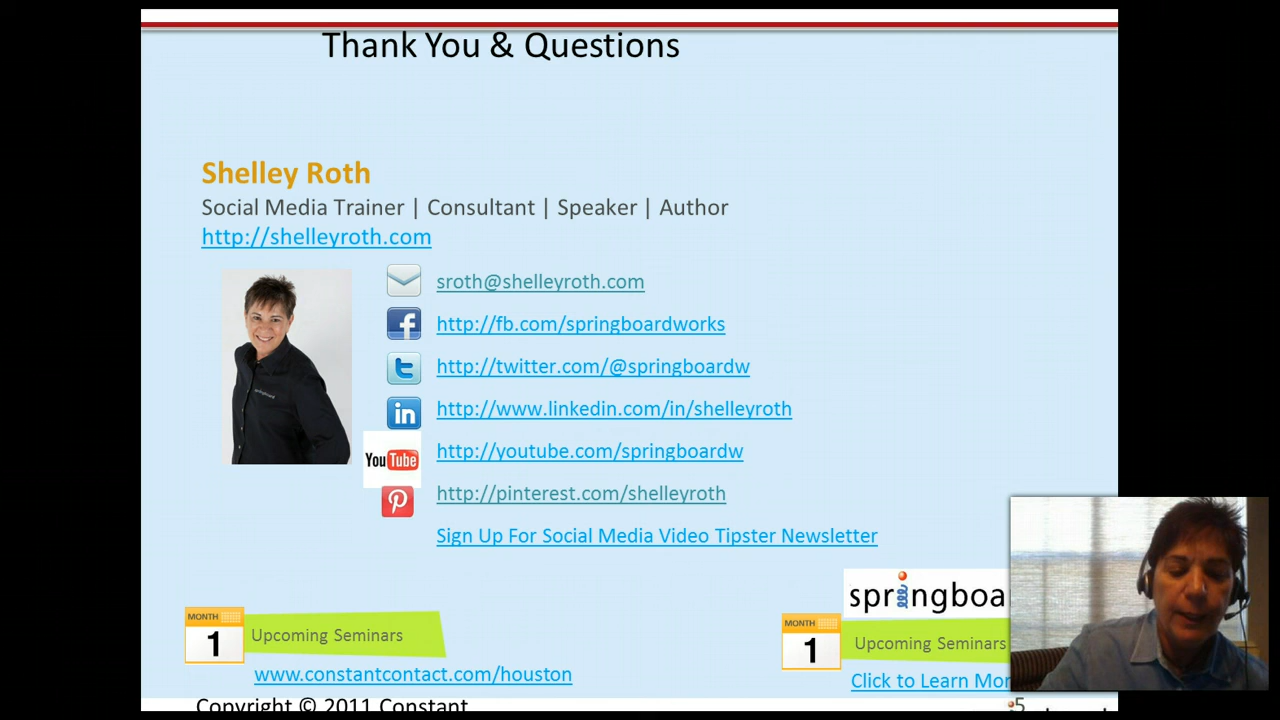 Thank You & Questions
Shelley Roth
Social Media Trainer | Consultant | Speaker | Author
http://shelleyroth.com
sroth@shelleyroth.com
http://fb.com/springboardworks
http://twitter.com/@springboardw
http://www.linkedin.com/in/shelleyroth
You Tube http://youtube.com/springboardw
http://pinterest.com/shelleyroth
Sign Up For Social Media Video Tipster Newsletter
springboa
MONTH 1 Upcoming Seminars
www.constantcontact.com/houston
MONTH 1 Upcoming Seminars
Click to Learn Mor
Copyright © 2011 Constant
5